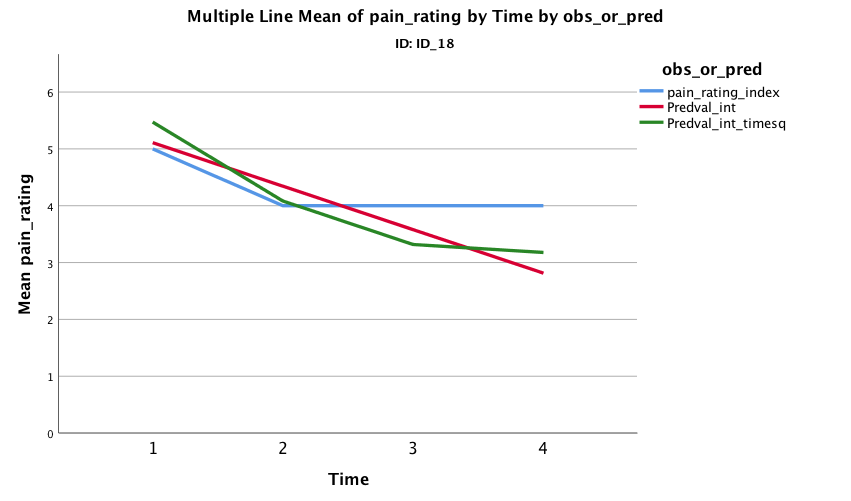 Multiple Line Mean of pain_rating by Time by obs_or_pred
ID: ID_18
obs_or_pred
pain_rating_index
Predval_int
Predval_int_timesq
Mean pain_rating
6
5
4
3
2
1
0
1 2 3 4
Time